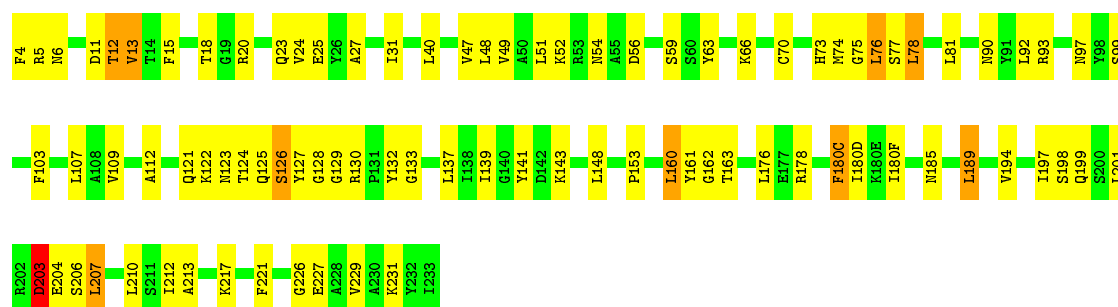 F4 R5 N6 D11 T12 V13 T14 F15 T18 G19 R20 Q23 V24 E25 Y26 A27 I31 L40 V47 L48 V49 A50 L51 K52 R53 N54 A55 D56 S59 S60 Y63 K66 C70 H73 M74 G75 L76 S77 L78 L81 N90 Y91 L92 R93 N97 Y98 S99
F103 L107 A108 V109 A112 Q121 K122 N123 T124 Q125 S126 Y127 G128 G129 R130 P131 Y132 G133 L137 I138 I139 G140 Y141 D142 K143 L148 P153 L160 Y161 G162 T163 L176 E177 R178 F180C I180D K180E I180F N185 L189 V194 I197 S198 Q199 S200 L201
R202 D203 E204 S206 L207 L210 S211 I212 A213 K217 F221 G226 E227 A228 V229 A230 K231 Y232 I233